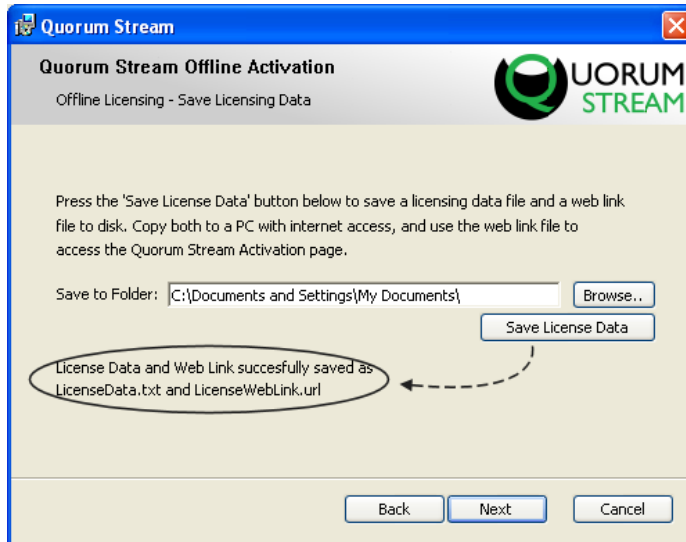 Quorum Stream
Quorum Stream Offline Activation
Offline Licensing - Save Licensing Data
QUORUM
STREAM
Press the 'Save License Data' button below to save a licensing data file and a web link
file to disk. Copy both to a PC with internet access, and use the web link file to
access the Quorum Stream Activation page.
Save to Folder: C:\Documents and Settings\My Documents\ Browse..
Save License Data
License Data and Web Link succesfully saved as
LicenseData.txt and LicenseWebLink.url
Back Next Cancel